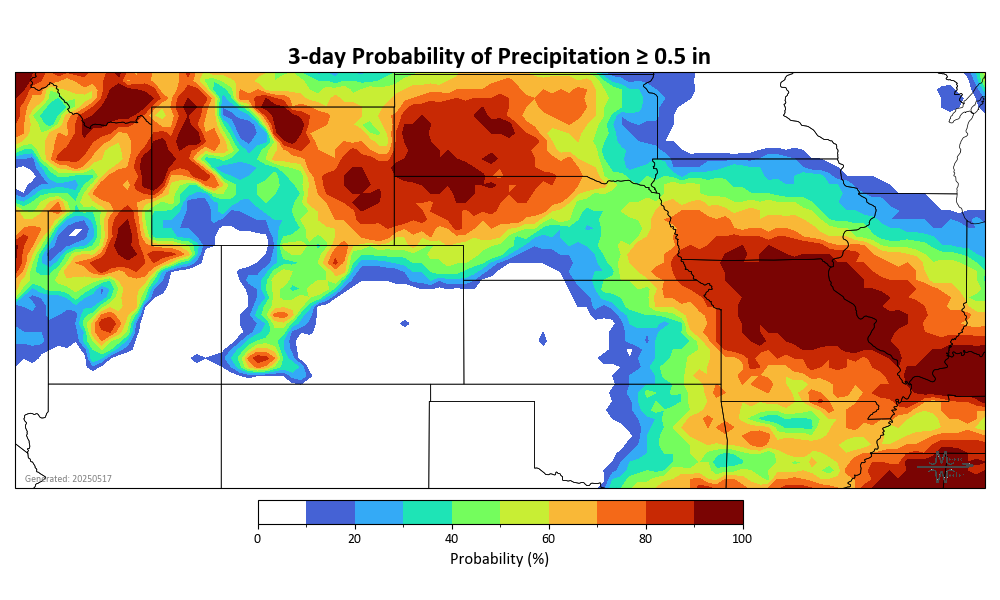 3-day Probability of Precipitation ≥ 0.5 in
Generated: 20250517
0 20 40 60 80 100
Probability (%)